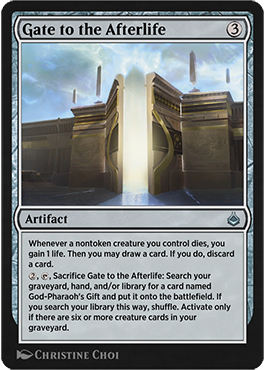 Gate to the Afterlife 3
Artifact
Whenever a nontoken creature you control dies, you
gain 1 life. Then you may draw a card. If you do, discard
a card.
2, , Sacrifice Gate to the Afterlife: Search your
graveyard, hand, and/or library for a card named
God-Pharaoh's Gift and put it onto the battlefield. If
you search your library this way, shuffle. Activate only
if there are six or more creature cards in your
graveyard.
Christine Choi